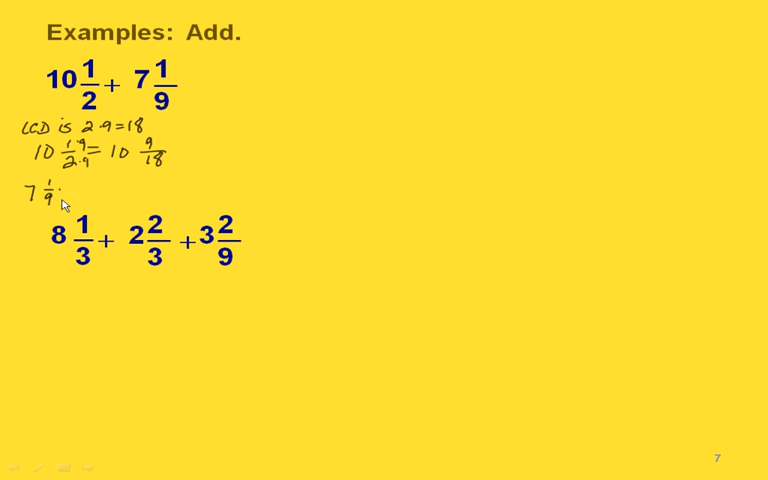 Examples: Add.
10 1/2 + 7 1/9
LCD is 2·9=18
10 1·9/2·9 = 10 9/18
7 1/9 ·
8 1/3 + 2 2/3 + 3 2/9
7